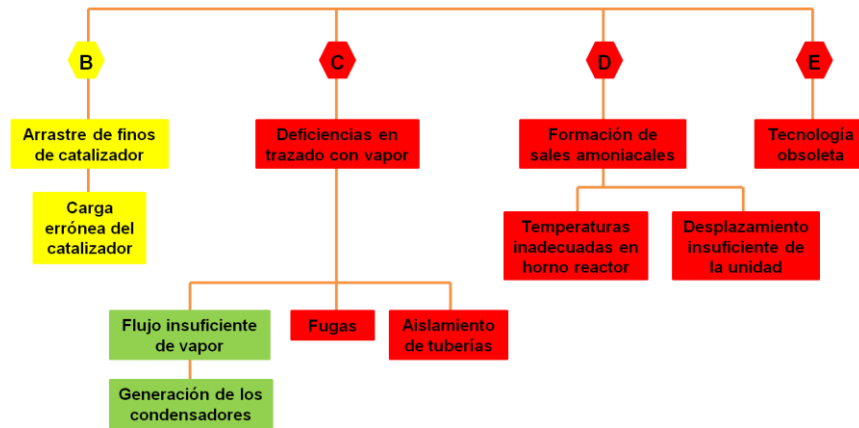 B
C
D
E
Arrastre de finos
de catalizador
Deficiencias en
trazado con vapor
Formación de
sales amoniacales
Tecnología
obsoleta
Carga
errónea del
catalizador
Temperaturas
inadecuadas en
horno reactor
Desplazamiento
insuficiente de
la unidad
Flujo insuficiente
de vapor
Fugas
Aislamiento
de tuberías
Generación de los
condensadores